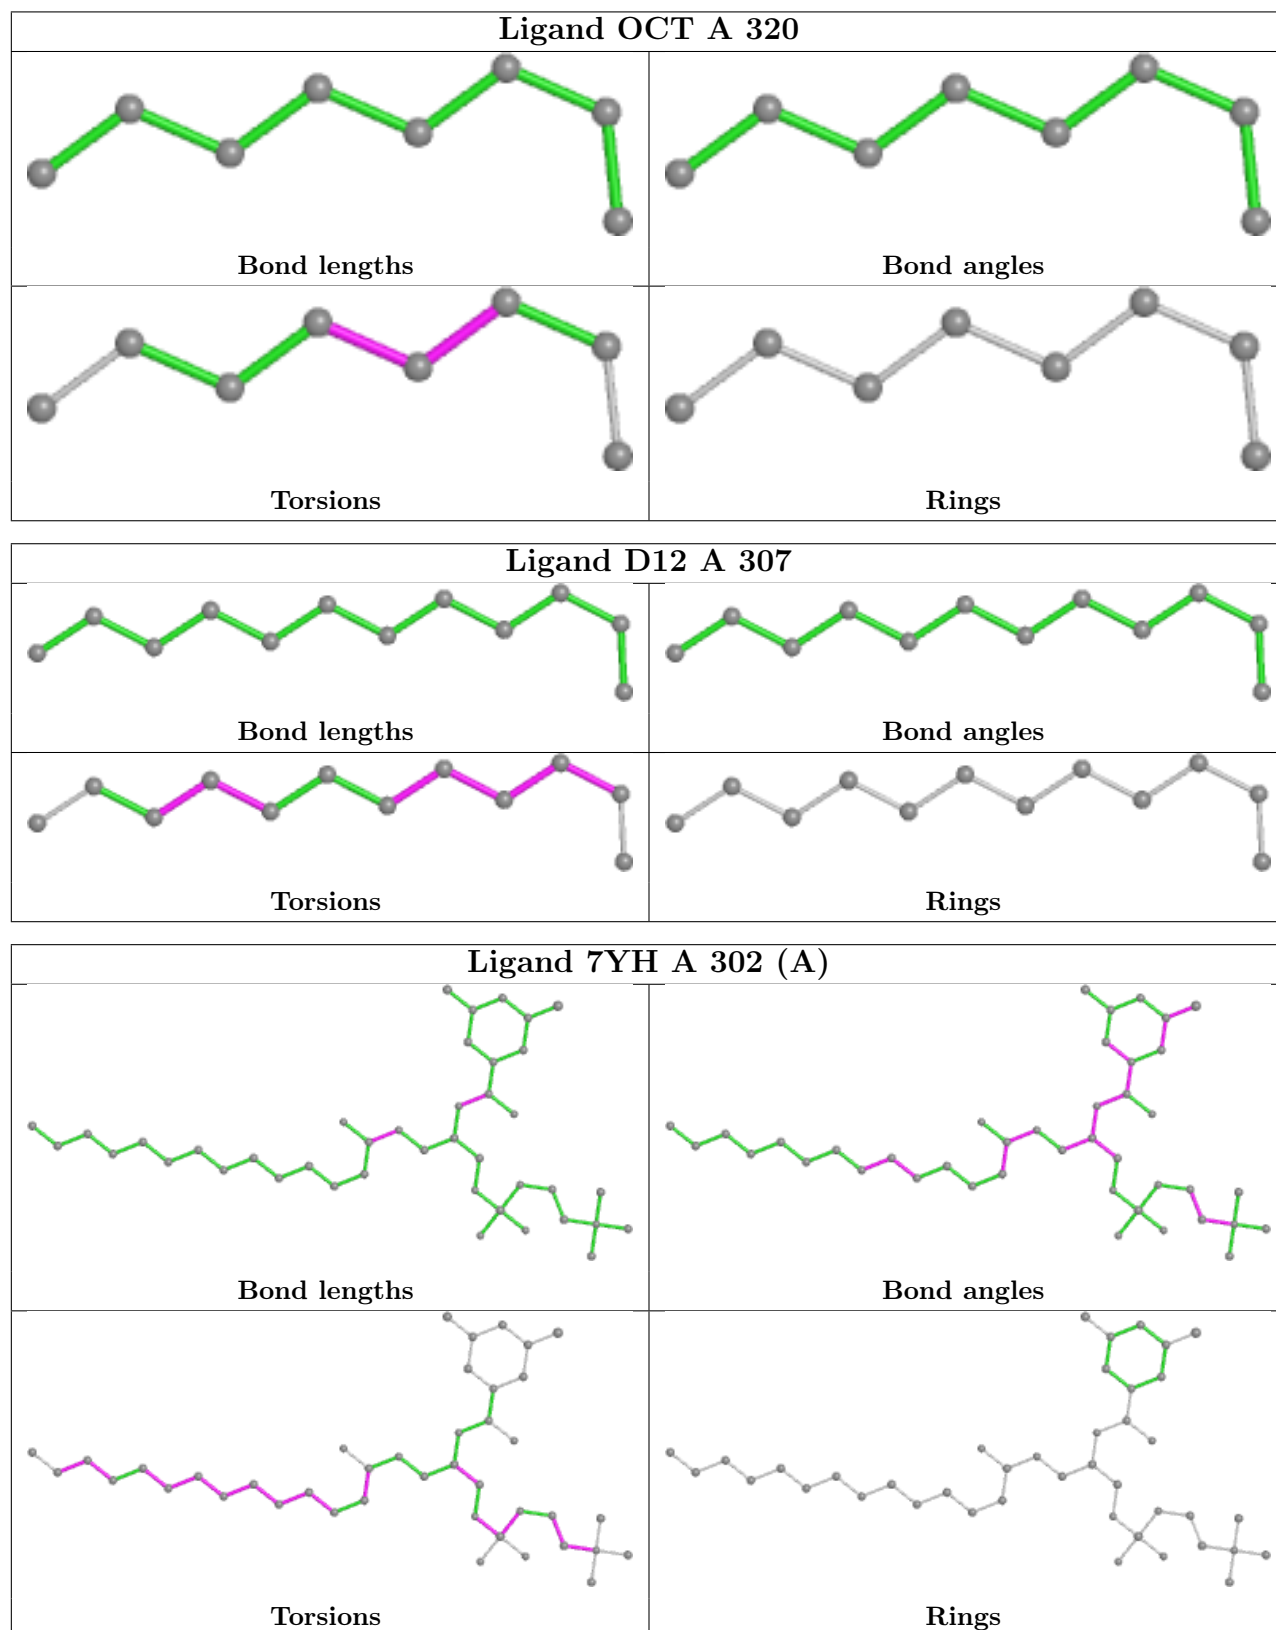 Ligand OCT A 320
Bond lengths
Bond angles
Torsions
Rings
Ligand D12 A 307
Bond lengths
Bond angles
Torsions
Rings
Ligand 7YH A 302 (A)
Bond lengths
Bond angles
Torsions
Rings